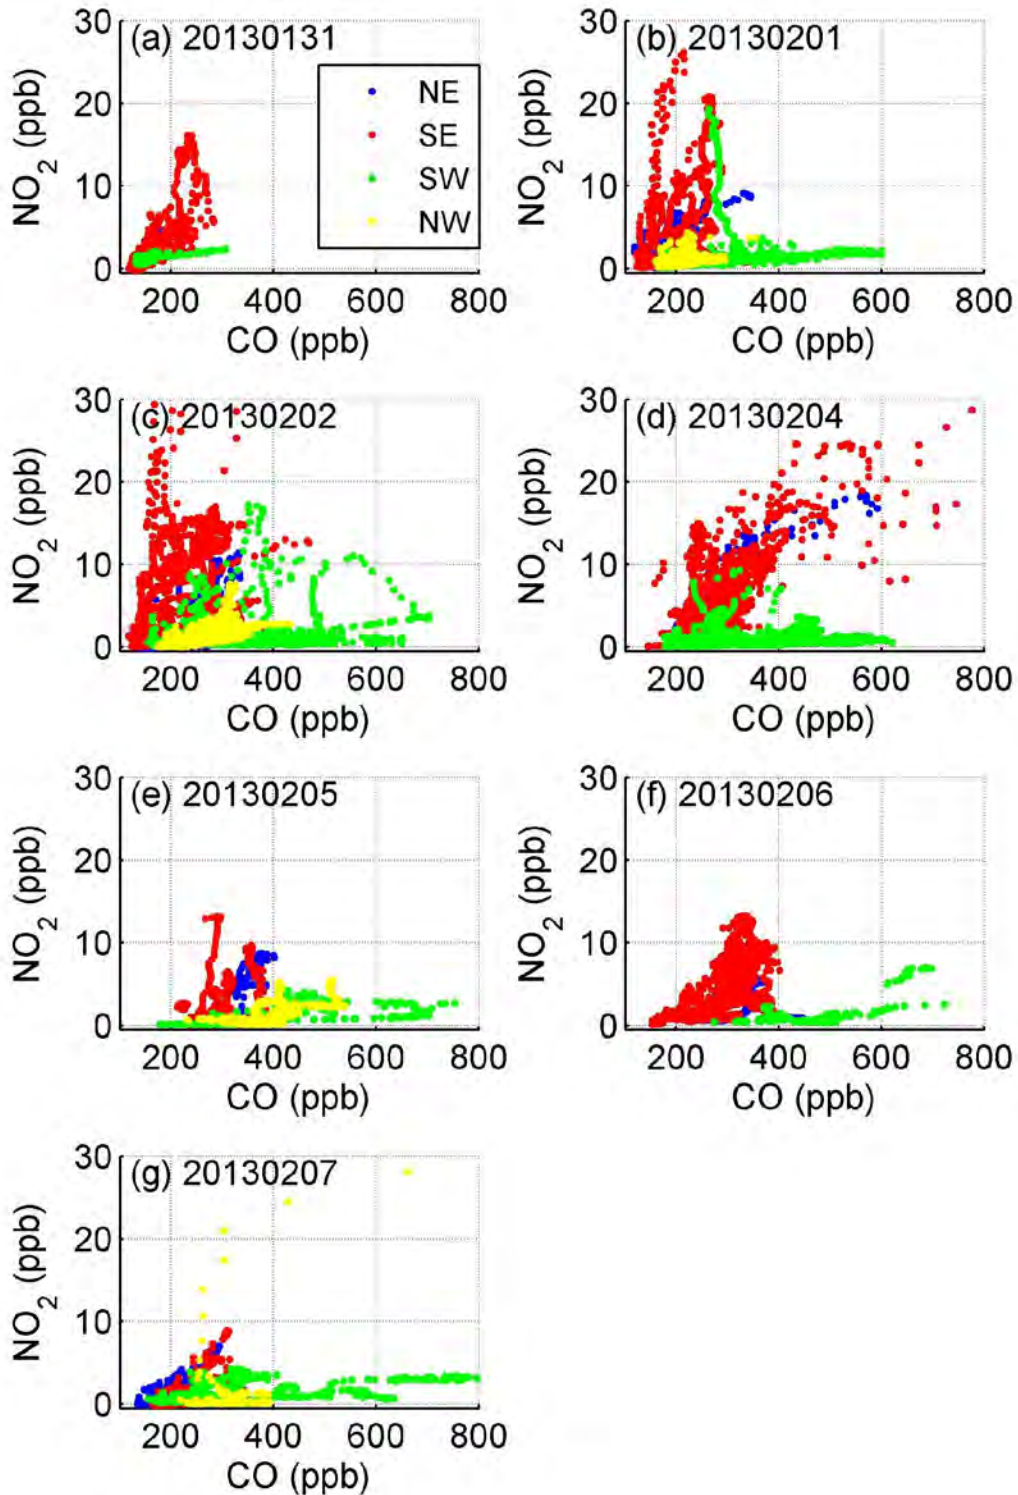 (a) 20130131
30
20
10
0
NO2 (ppb)
200 400 600 800
CO (ppb)
NE
SE
SW
NW
(b) 20130201
30
20
10
0
NO2 (ppb)
200 400 600 800
CO (ppb)
(c) 20130202
30
20
10
0
NO2 (ppb)
200 400 600 800
CO (ppb)
(d) 20130204
30
20
10
0
NO2 (ppb)
200 400 600 800
CO (ppb)
(e) 20130205
30
20
10
0
NO2 (ppb)
200 400 600 800
CO (ppb)
(f) 20130206
30
20
10
0
NO2 (ppb)
200 400 600 800
CO (ppb)
(g) 20130207
30
20
10
0
NO2 (ppb)
200 400 600 800
CO (ppb)